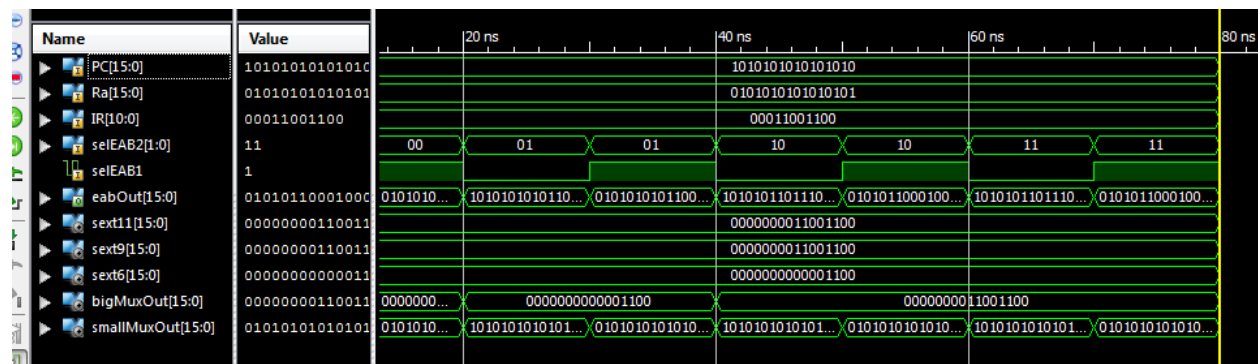 Name Value 20 ns 40 ns 60 ns 80 ns
PC[15:0] 10101010101010 1010101010101010
Ra[15:0] 01010101010101 0101010101010101
IR[10:0] 00011001100 00011001100
selEAB2[1:0] 11 00 01 01 10 10 11 11
selEAB1 1
eabOut[15:0] 01010110001000 0101010... 1010101010110... 0101010101100... 1010101101110... 0101011000100... 1010101101110... 0101011000100...
sext11[15:0] 00000000110011 0000000011001100
sext9[15:0] 00000000110011 0000000011001100
sext6[15:0] 00000000000011 0000000000001100
bigMuxOut[15:0] 00000000110011 0000000... 0000000000001100 0000000011001100
smallMuxOut[15:0] 01010101010101 0101010... 1010101010101... 0101010101010... 1010101010101... 0101010101010... 1010101010101... 0101010101010...